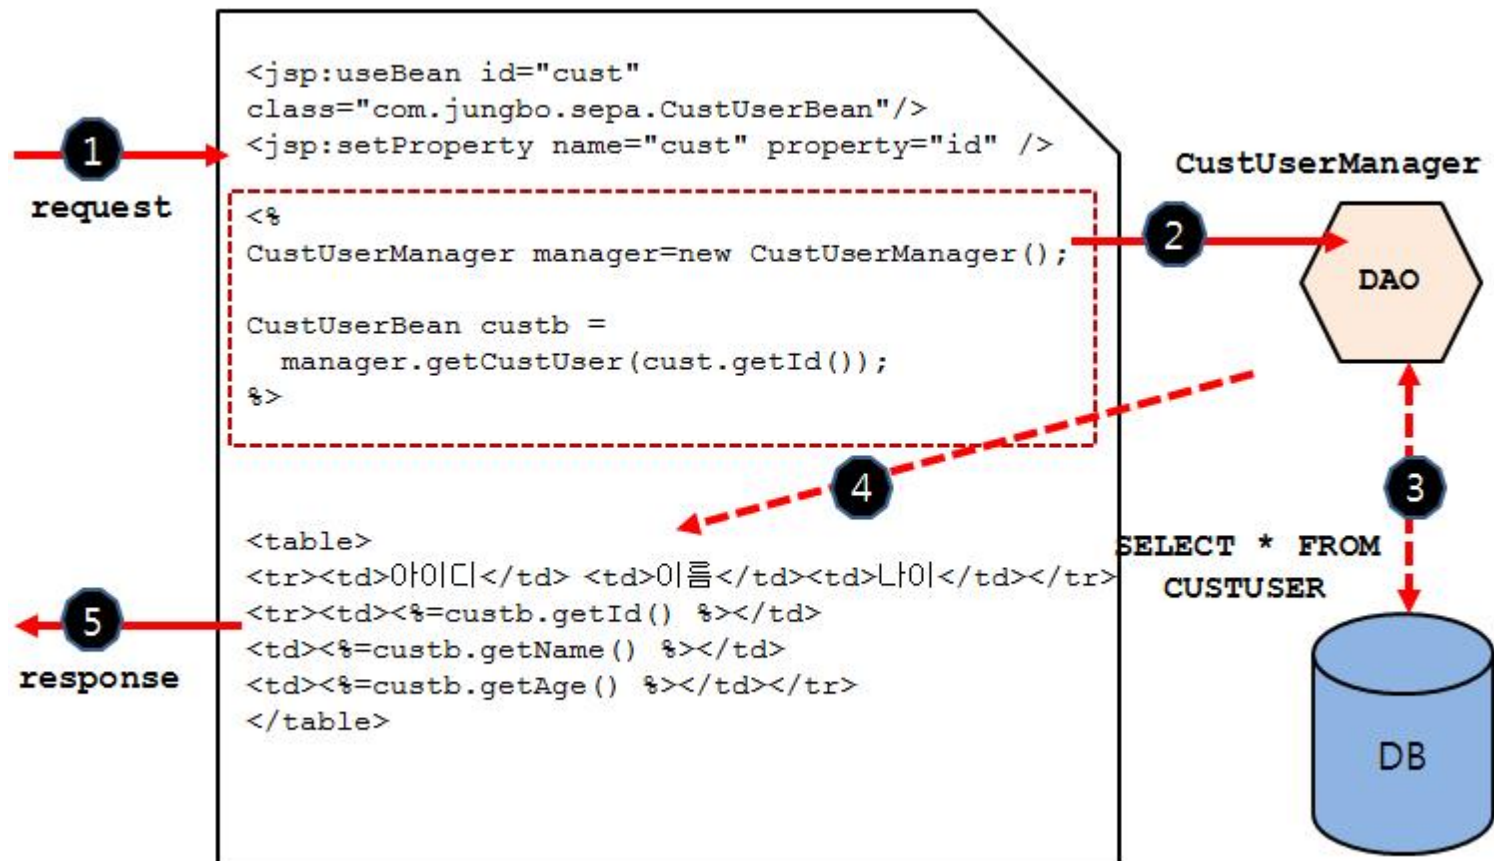 <jsp:useBean id="cust"
class="com.jungbo.sepa.CustUserBean"/>
<jsp:setProperty name="cust" property="id" />
1
request
CustUserManager
<%
CustUserManager manager=new CustUserManager();
2
DAO
CustUserBean custb =
manager.getCustUser(cust.getId());
%>
4
3
SELECT * FROM
CUSTUSER
<table>
<tr><td>아이디</td> <td>이름</td><td>나이</td></tr>
<tr><td><%=custb.getId() %></td>
<td><%=custb.getName() %></td>
<td><%=custb.getAge() %></td></tr>
</table>
5
response
DB